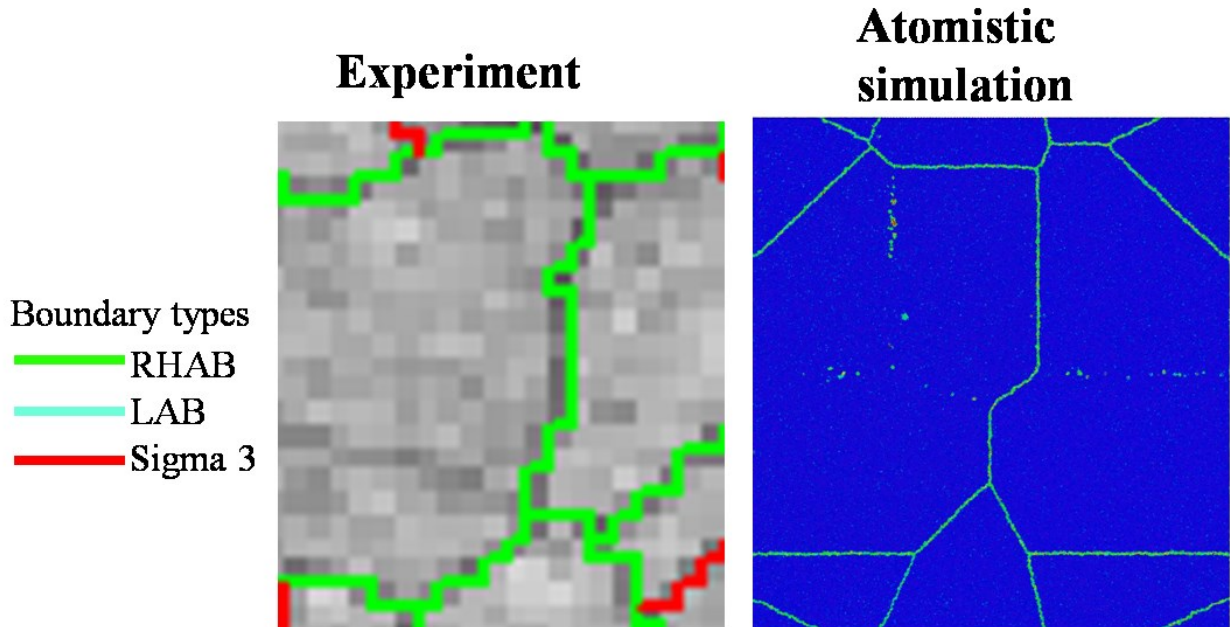 Experiment
Atomistic
simulation
Boundary types
RHAB
LAB
Sigma 3